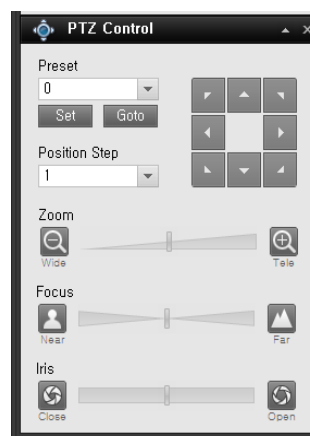 PTZ Control
Preset
0
Set Goto
Position Step
1
Zoom
Wide Tele
Focus
Near Far
Iris
Close Open